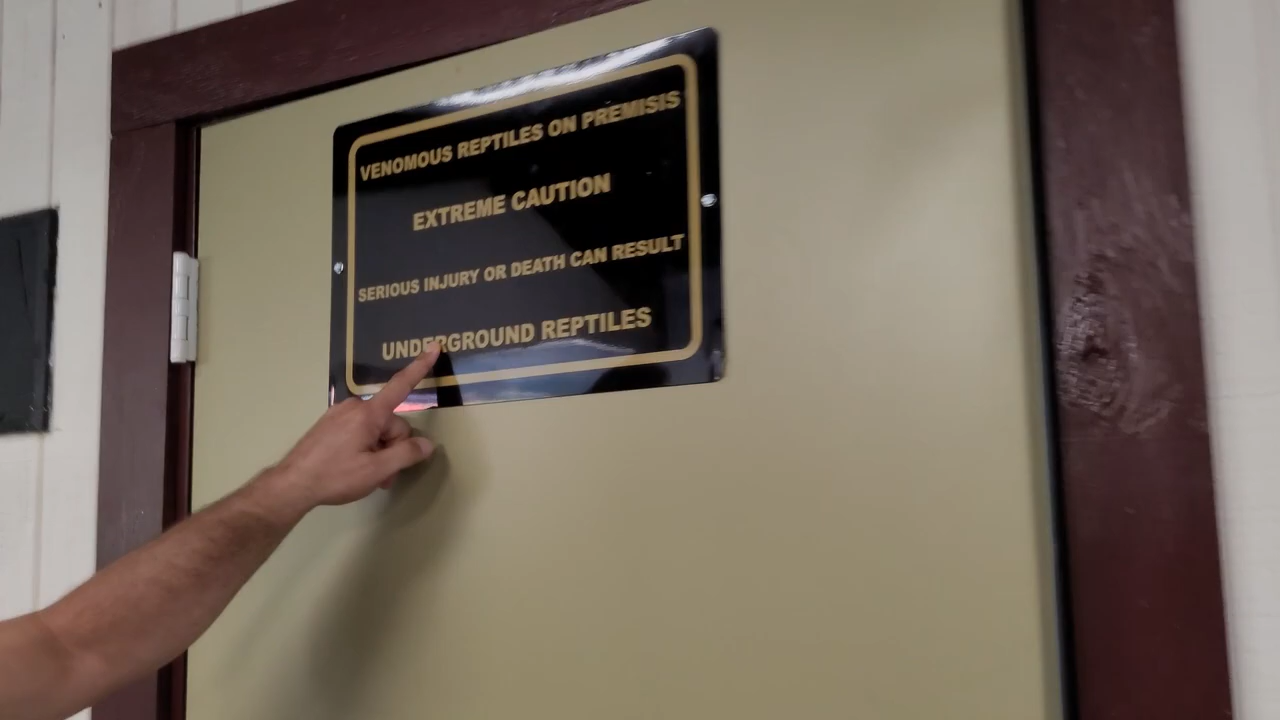 VENOMOUS REPTILES ON PREMISIS
EXTREME CAUTION
SERIOUS INJURY OR DEATH CAN RESULT
UNDERGROUND REPTILES